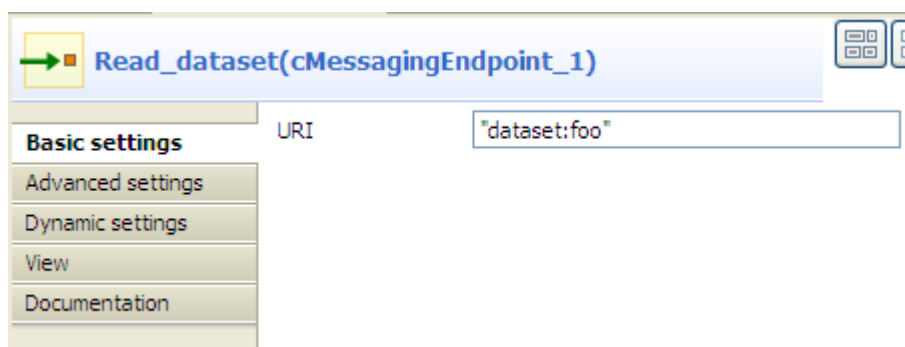 Read_dataset(cMessagingEndpoint_1)
Basic settings
URI
"dataset:foo"
Advanced settings
Dynamic settings
View
Documentation